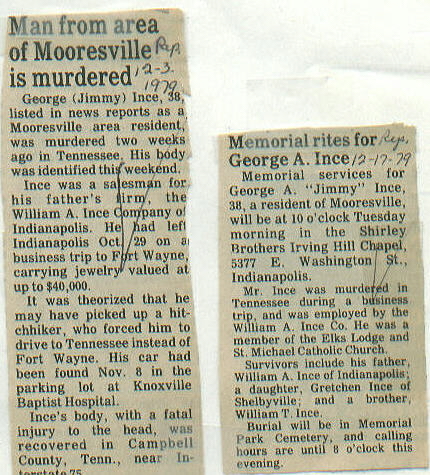 Man from area
of Mooresville Rep.
is murdered 12-3-
1979
George (Jimmy) Ince, 38,
listed in news reports as a
Mooresville area resident,
was murdered two weeks
ago in Tennessee. His body
was identified this weekend.
Ince was a salesman for
his father's firm, the
William A. Ince Company of
Indianapolis. He had left
Indianapolis Oct. 29 on a
business trip to Fort Wayne,
carrying jewelry valued at
up to $40,000.
It was theorized that he
may have picked up a hit-
chhiker, who forced him to
drive to Tennessee instead of
Fort Wayne. His car had
been found Nov. 8 in the
parking lot at Knoxville
Baptist Hospital.
Ince's body, with a fatal
injury to the head, was
recovered in Campbell
County, Tenn., near In-
terstate 75.
Memorial rites for Rep.
George A. Ince 12-17-79
Memorial services for
George A. "Jimmy" Ince,
38, a resident of Mooresville,
will be at 10 o'clock Tuesday
morning in the Shirley
Brothers Irving Hill Chapel,
5377 E. Washington St.,
Indianapolis.
Mr. Ince was murdered in
Tennessee during a business
trip, and was employed by the
William A. Ince Co. He was a
member of the Elks Lodge and
St. Michael Catholic Church.
Survivors include his father,
William A. Ince of Indianapolis;
a daughter, Gretchen Ince of
Shelbyville; and a brother,
William T. Ince.
Burial will be in Memorial
Park Cemetery, and calling
hours are until 8 o'clock this
evening.